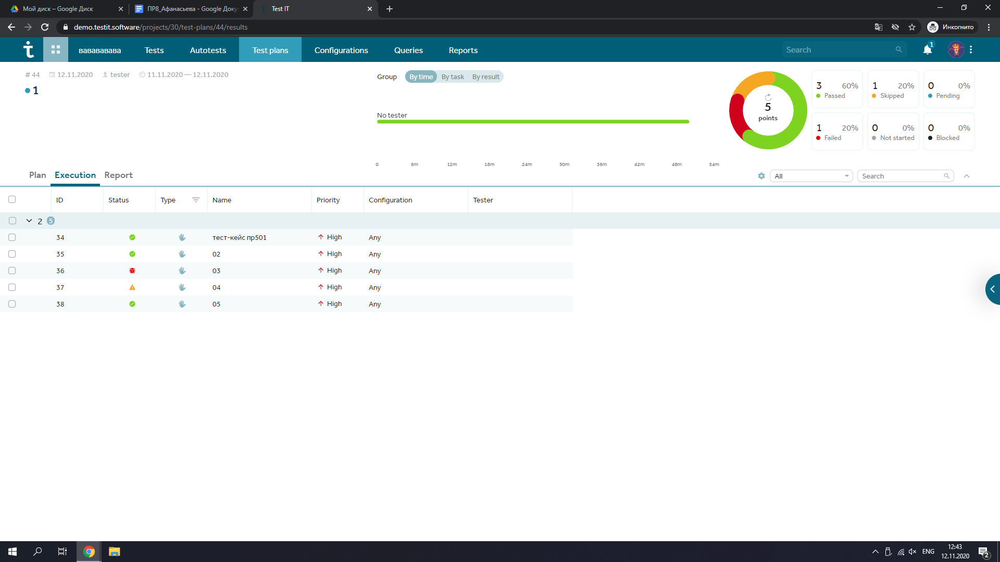 Мой диск – Google Диск
ПР8_Афанасьева - Google Доку
Test IT
demo.testit.software/projects/30/test-plans/44/results
Инкогнито
вавававава
Tests
Autotests
Test plans
Configurations
Queries
Reports
Search
1
# 44
12.11.2020
tester
11.11.2020 — 12.11.2020
1
Group
By time
By task
By result
No tester
0
6m
12m
18m
24m
30m
36m
42m
48m
54m
5
points
3 60%
Passed
1 20%
Skipped
0 0%
Pending
1 20%
Failed
0 0%
Not started
0 0%
Blocked
Plan
Execution
Report
All
Search
ID Status Type Name Priority Configuration Tester
2 5
34 тест-кейс пр501 High Any
35 02 High Any
36 03 High Any
37 04 High Any
38 05 High Any
ENG
12:43
12.11.2020
2